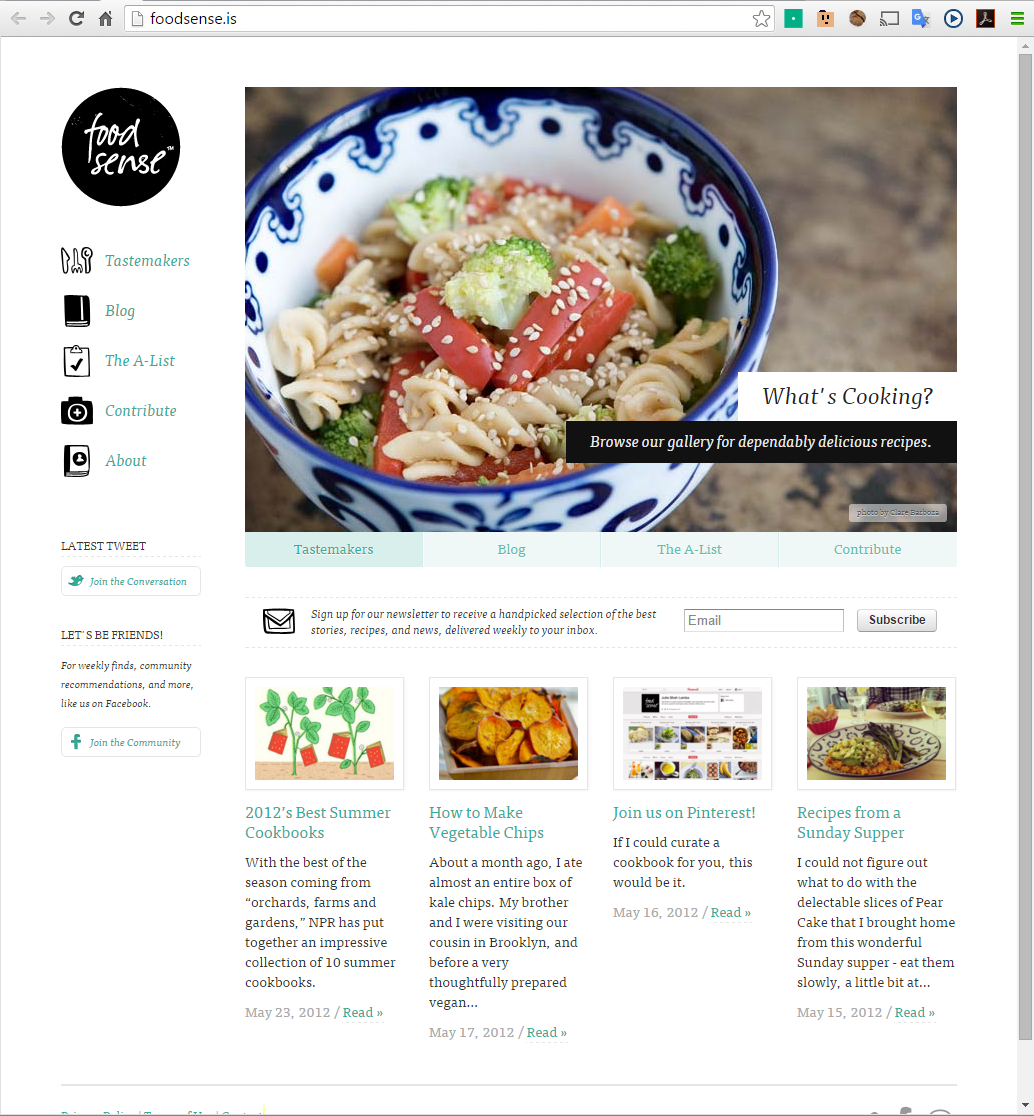 foodsense.is
food
sense™
Tastemakers
Blog
The A-List
Contribute
About
LATEST TWEET
Join the Conversation
LET'S BE FRIENDS!
For weekly finds, community
recommendations, and more,
like us on Facebook.
Join the Community
What's Cooking?
Browse our gallery for dependably delicious recipes.
photo by Clare Barboza
Tastemakers
Blog
The A-List
Contribute
Sign up for our newsletter to receive a handpicked selection of the best
stories, recipes, and news, delivered weekly to your inbox.
Email
Subscribe
2012's Best Summer
Cookbooks
With the best of the
season coming from
“orchards, farms and
gardens,” NPR has put
together an impressive
collection of 10 summer
cookbooks.
May 23, 2012 / Read »
How to Make
Vegetable Chips
About a month ago, I ate
almost an entire box of
kale chips. My brother
and I were visiting our
cousin in Brooklyn, and
before a very
thoughtfully prepared
vegan...
May 17, 2012 / Read »
Join us on Pinterest!
If I could curate a
cookbook for you, this
would be it.
May 16, 2012 / Read »
Recipes from a
Sunday Supper
I could not figure out
what to do with the
delectable slices of Pear
Cake that I brought home
from this wonderful
Sunday supper - eat them
slowly, a little bit at...
May 15, 2012 / Read »